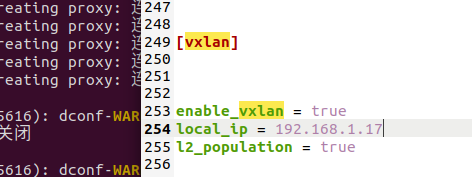 reating proxy: 连
reating proxy:
reating proxy:
reating proxy:
reating proxy:
5616): dconf-WAR
关闭
5616): dconf-WAR
247
248
249 [vxlan]
250
251
252
253 enable_vxlan = true
254 local_ip = 192.168.1.17
255 l2_population = true
256